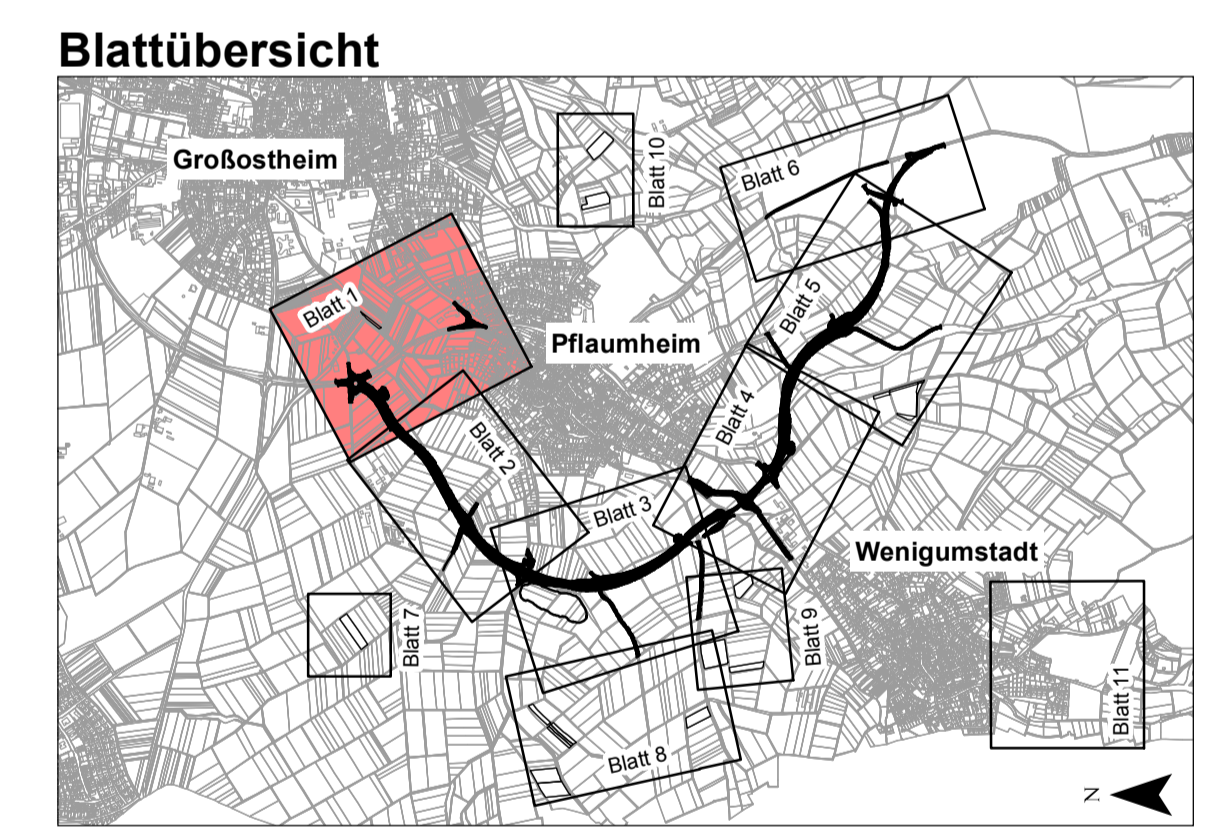 Blattübersicht
Großostheim
Blatt 10
Blatt 6
Blatt 1
Blatt 5
Pflaumheim
Blatt 4
Blatt 2
Blatt 3
Wenigumstadt
Blatt 7
Blatt 9
Blatt 11
Blatt 8
N